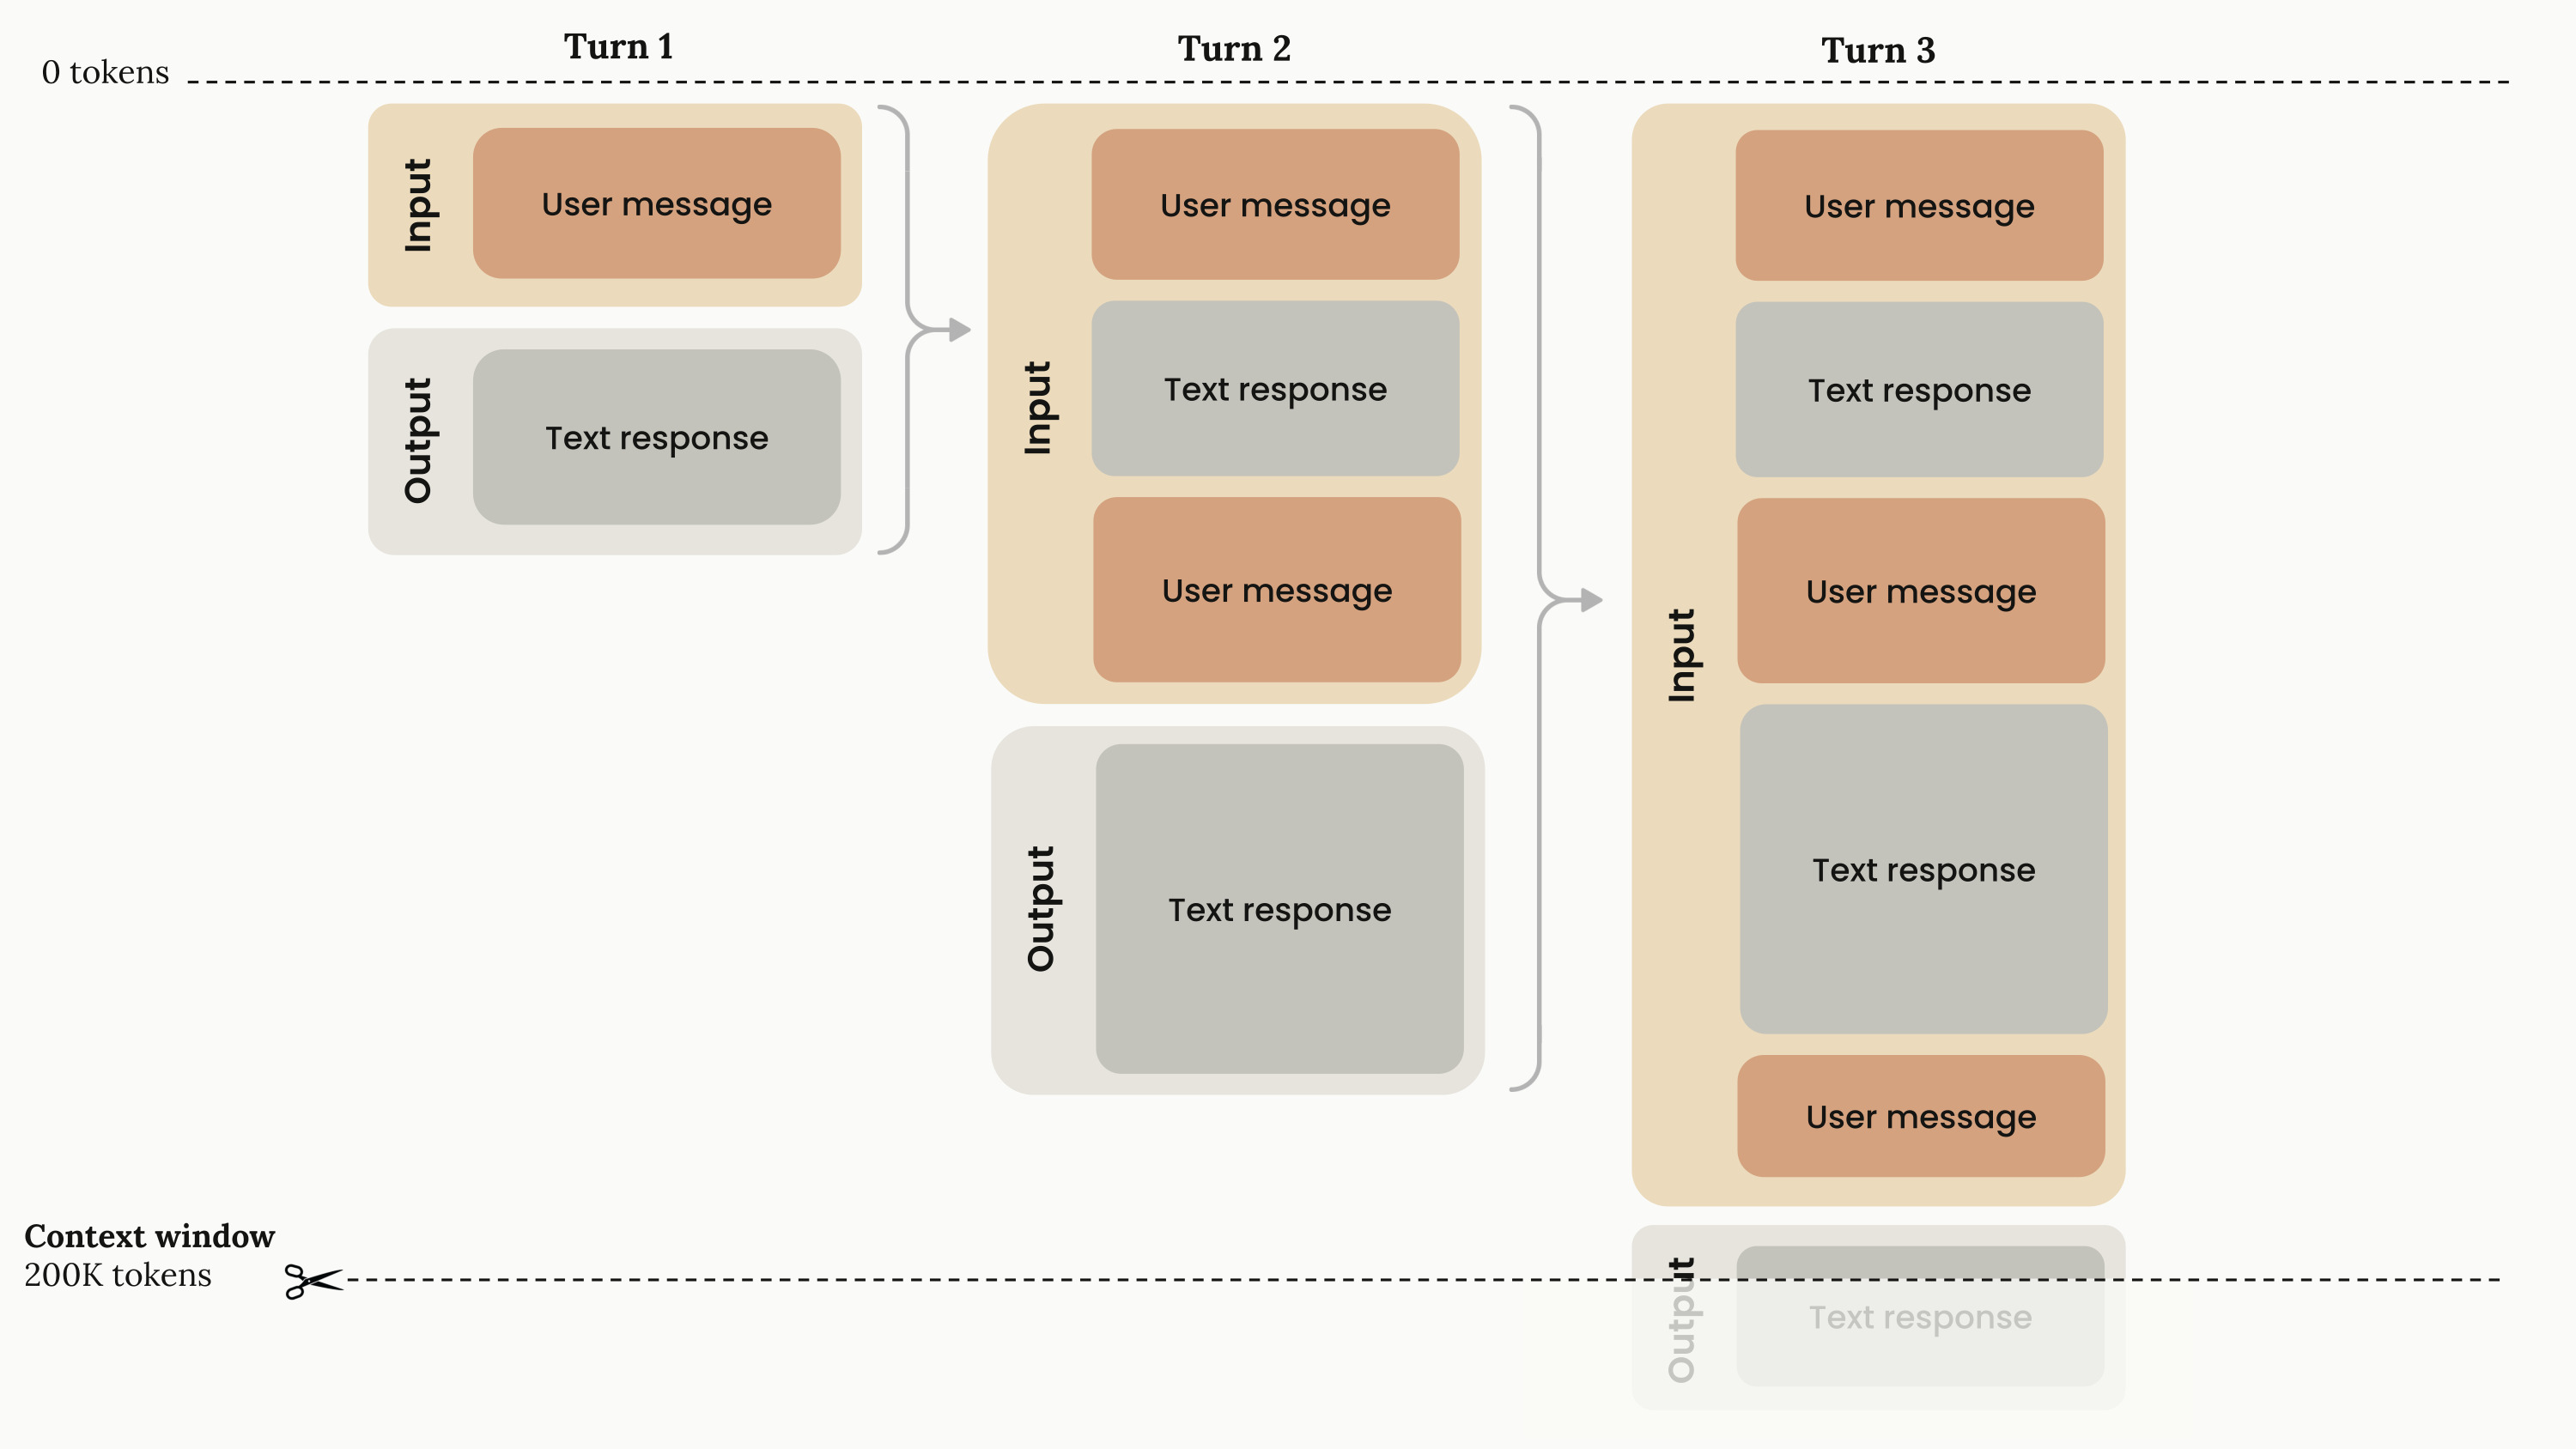 Turn 1
Turn 2
Turn 3
0 tokens
Input
User message
Output
Text response
Input
User message
Text response
User message
Output
Text response
Input
User message
Text response
User message
Text response
User message
Output
Text response
Context window
200K tokens